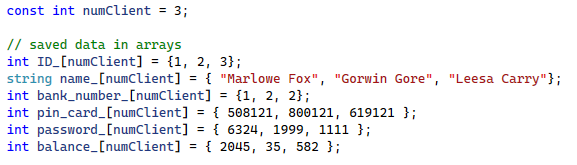 const int numClient = 3;
// saved data in arrays
int ID_[numClient] = {1, 2, 3};
string name_[numClient] = { "Marlowe Fox", "Gorwin Gore", "Leesa Carry"};
int bank_number_[numClient] = {1, 2, 2};
int pin_card_[numClient] = { 508121, 800121, 619121 };
int password_[numClient] = { 6324, 1999, 1111 };
int balance_[numClient] = { 2045, 35, 582 };